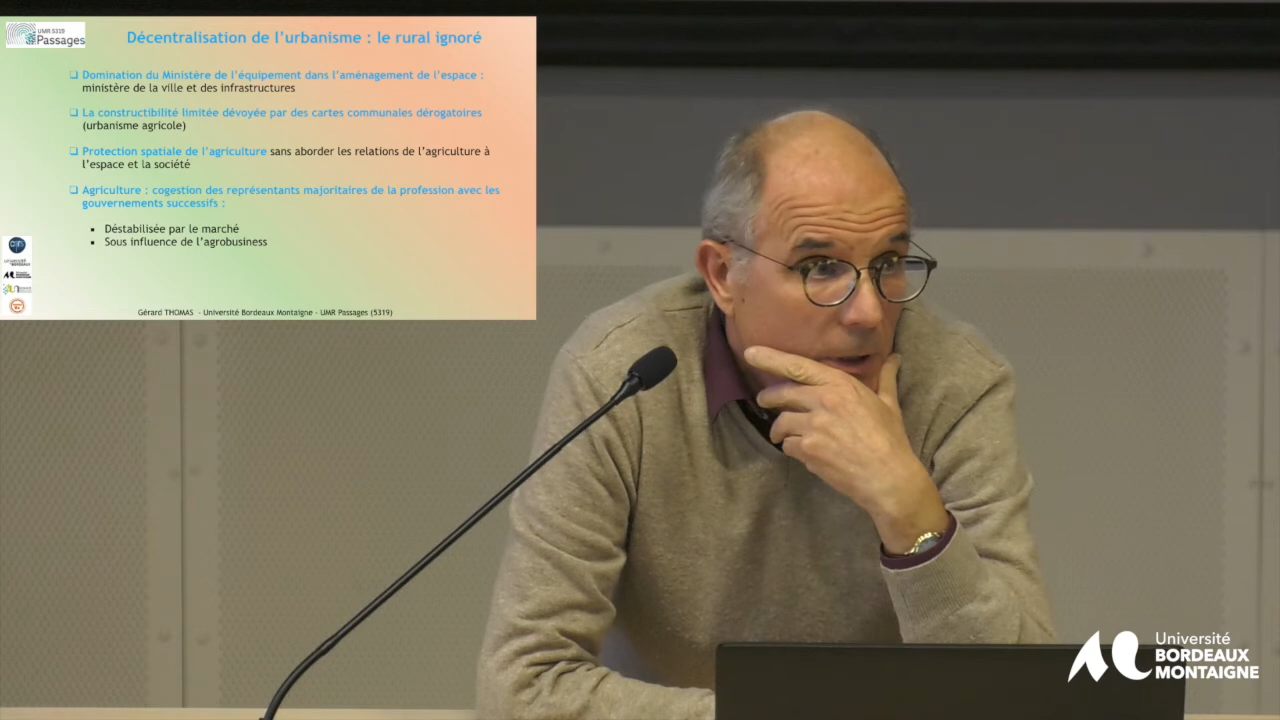 UMR 5319
Passages
Décentralisation de l'urbanisme : le rural ignoré
❑ Domination du Ministère de l'équipement dans l'aménagement de l'espace :
ministère de la ville et des infrastructures
❑ La constructibilité limitée dévoyée par des cartes communales dérogatoires
(urbanisme agricole)
❑ Protection spatiale de l'agriculture sans aborder les relations de l'agriculture à
l'espace et la société
❑ Agriculture : cogestion des représentants majoritaires de la profession avec les
gouvernements successifs :
▪ Déstabilisée par le marché
▪ Sous influence de l'agrobusiness
cnrs
Gérard THOMAS - Université Bordeaux Montaigne - UMR Passages (5319)
Université
BORDEAUX
MONTAIGNE